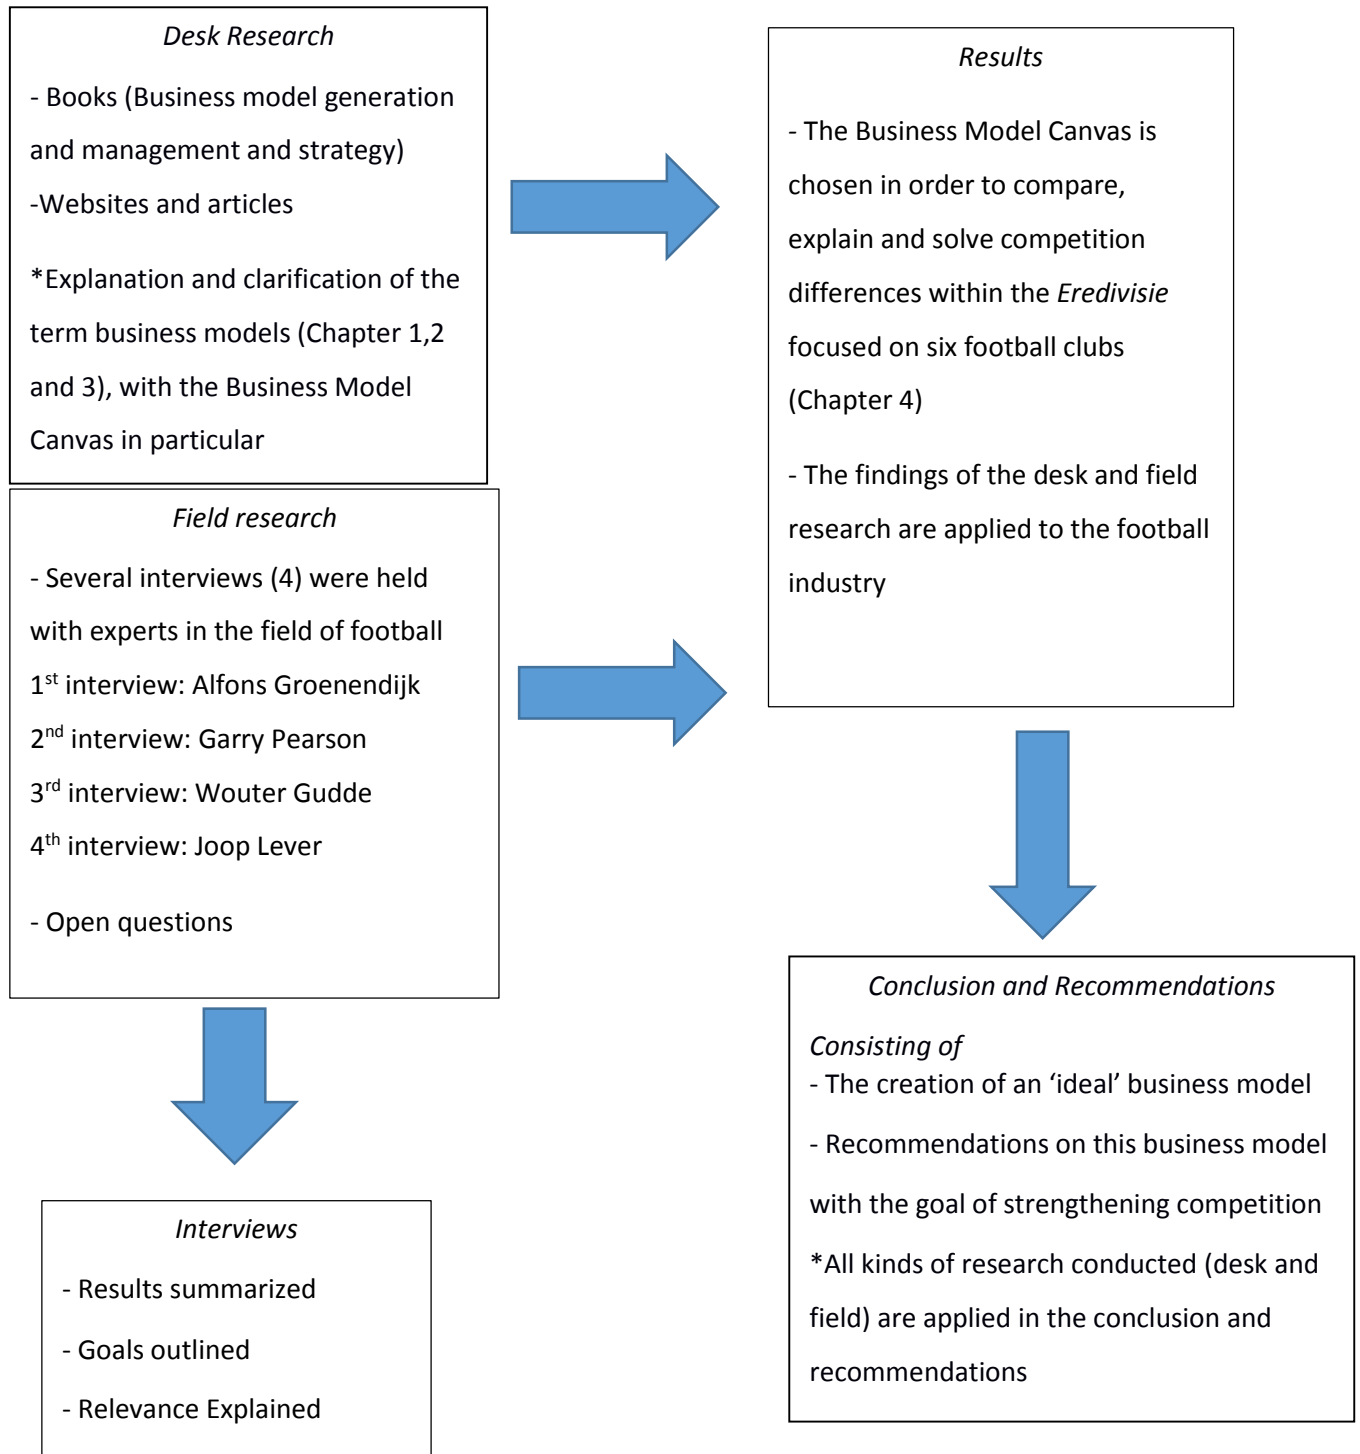 Desk Research
- Books (Business model generation
and management and strategy)
-Websites and articles
*Explanation and clarification of the
term business models (Chapter 1,2
and 3), with the Business Model
Canvas in particular
Field research
- Several interviews (4) were held
with experts in the field of football
1st interview: Alfons Groenendijk
2nd interview: Garry Pearson
3rd interview: Wouter Gudde
4th interview: Joop Lever
- Open questions
Interviews
- Results summarized
- Goals outlined
- Relevance Explained
Results
- The Business Model Canvas is
chosen in order to compare,
explain and solve competition
differences within the Eredivisie
focused on six football clubs
(Chapter 4)
- The findings of the desk and field
research are applied to the football
industry
Conclusion and Recommendations
Consisting of
- The creation of an ‘ideal’ business model
- Recommendations on this business model
with the goal of strengthening competition
*All kinds of research conducted (desk and
field) are applied in the conclusion and
recommendations